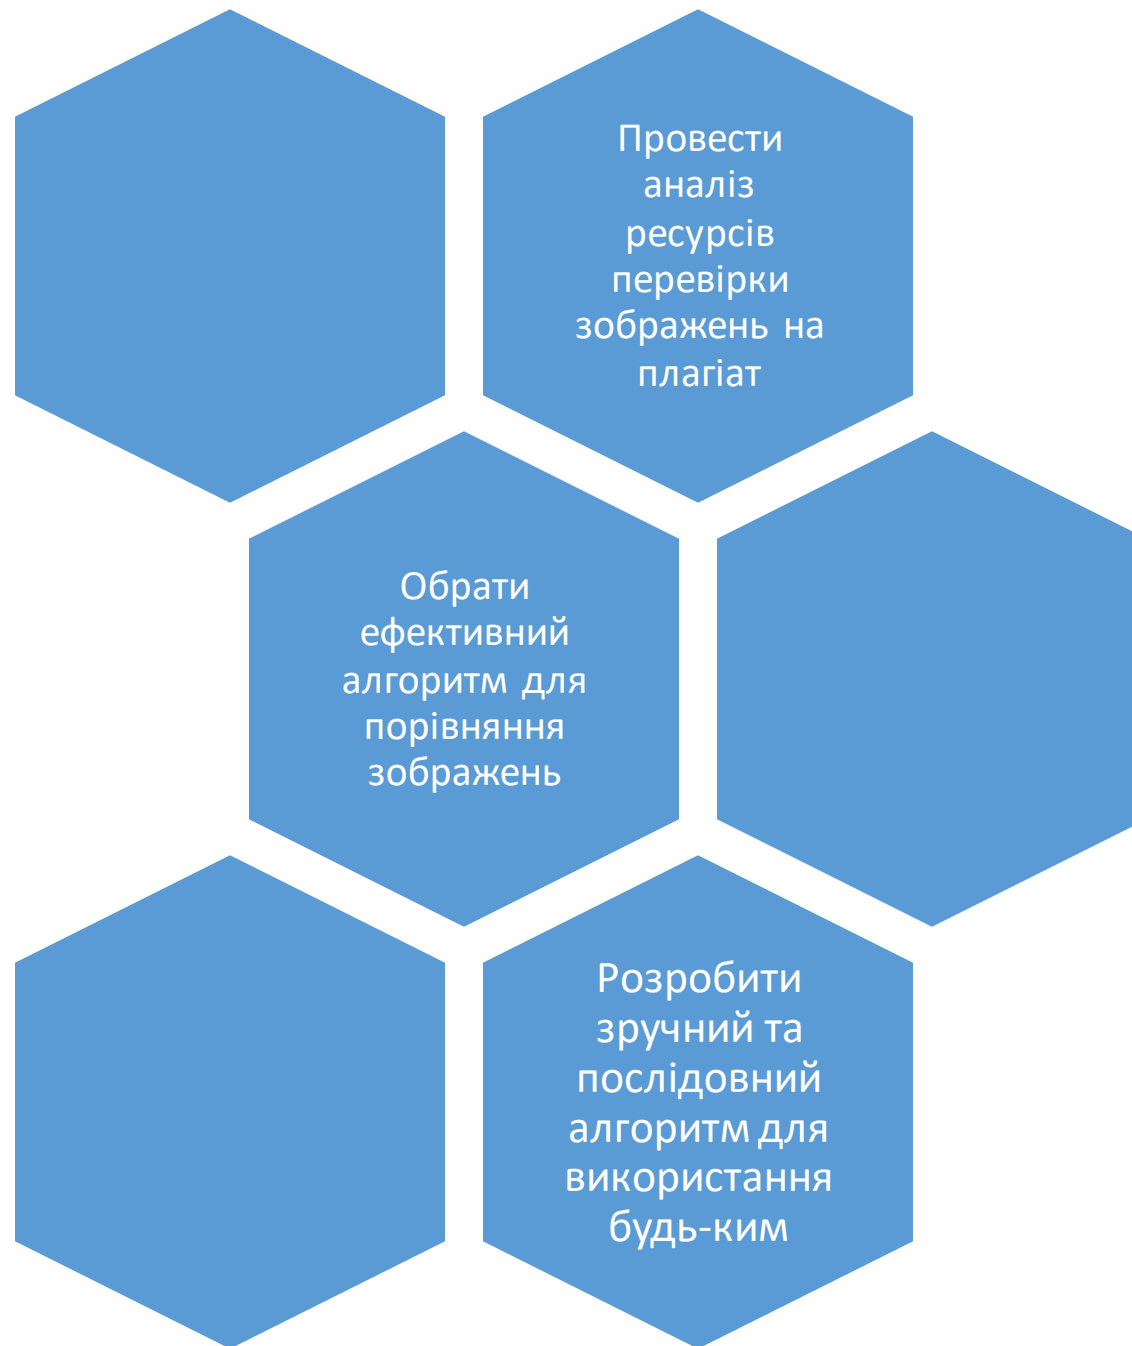 Провести
аналіз
ресурсів
перевірки
зображень на
плагіат
Обрати
ефективний
алгоритм для
порівняння
зображень
Розробити
зручний та
послідовний
алгоритм для
використання
будь-ким